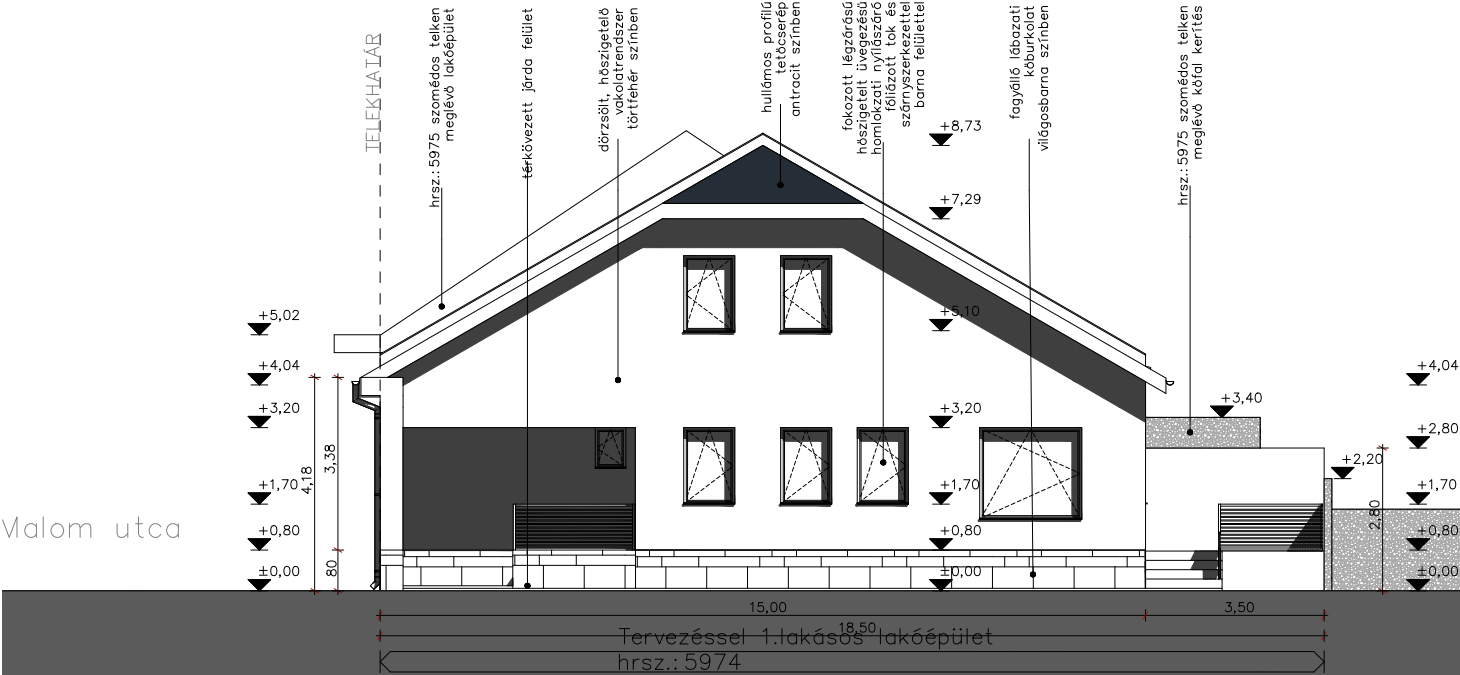 TELEKHATÁR
hrsz.:5975 szomédos telken
meglévő lakóépület
térkövezett járda felület
dörzsölt, hőszigetelő
vakolatrendszer
törtfehér színben
hullámos profilú
tetőcserép
antracit színben
fokozott légzárású
hőszigetelt üvegezésű
homlokzati nyílászáró
fóliázott tok és
szárnyszerkezettel
barna felülettel
fagyálló lábazati
kőburkolat
világosbarna színben
hrsz.:5975 szomédos telken
meglévő kőfal kerítés
+8,73
+7,29
+5,10
+3,20
+1,70
+0,80
±0,00
+5,02
+4,04
+3,20
+1,70
+0,80
±0,00
4,18
3,38
80
+3,40
+2,20
2,80
+4,04
+2,80
+1,70
+0,80
±0,00
Malom utca
15,00
3,50
18,50
Tervezéssel 1.lakásos lakóépület
hrsz.:5974